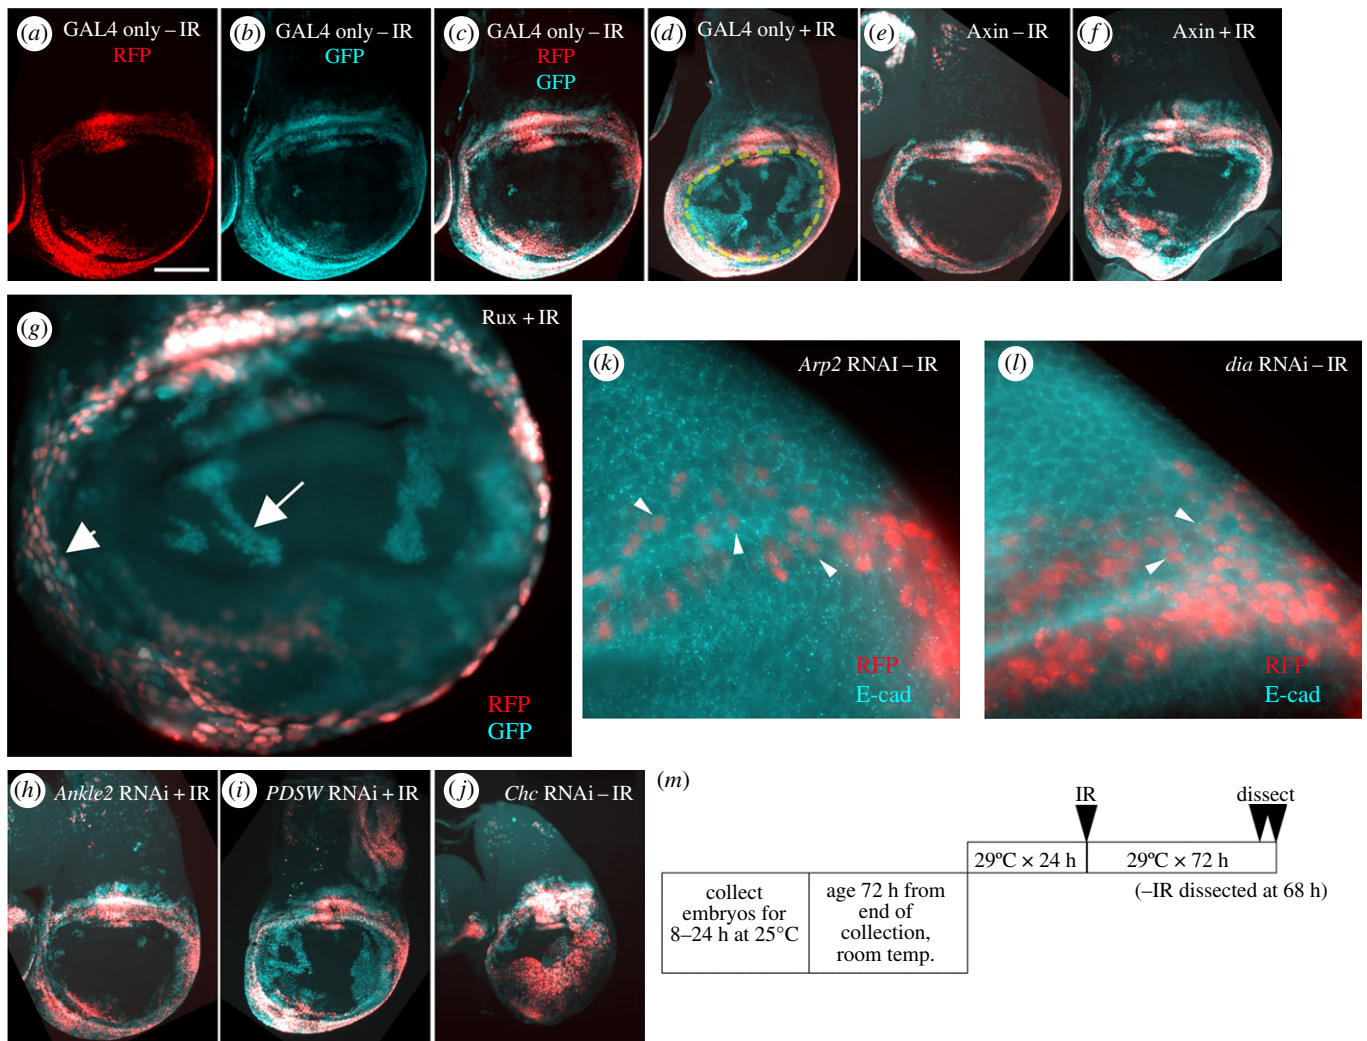 (a) GAL4 only – IR
RFP
(b) GAL4 only – IR
GFP
(c) GAL4 only – IR
RFP
GFP
(d) GAL4 only + IR
(e) Axin – IR
(f) Axin + IR
(g) Rux + IR
RFP
GFP
(k) Arp2 RNAI – IR
RFP
E-cad
(l) dia RNAi – IR
RFP
E-cad
(h) Ankle2 RNAi + IR
(i) PDSW RNAi + IR
(j) Chc RNAi – IR
(m)
IR
dissect
29ºC × 24 h
29ºC × 72 h
(–IR dissected at 68 h)
collect
embryos for
8–24 h at 25°C
age 72 h from
end of
collection,
room temp.